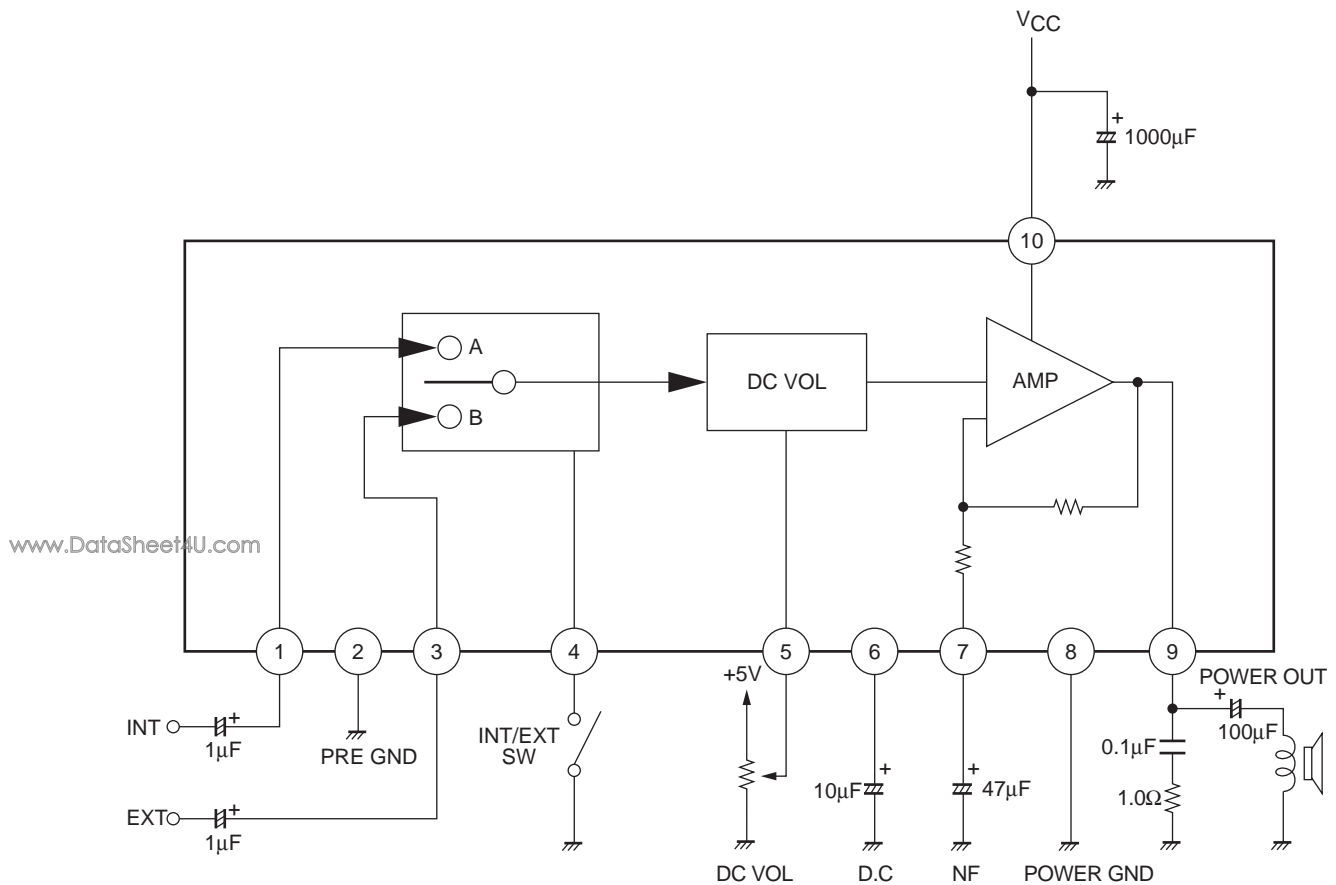 VCC
+
1000µF
10
A
B
DC VOL
AMP
www.DataSheet4U.com
1
2
3
4
5
6
7
8
9
+5V
POWER OUT
INT
+
1µF
PRE GND
INT/EXT
SW
+
100µF
0.1µF
10µF
+
47µF
+
1.0Ω
EXT
+
1µF
DC VOL
D.C
NF
POWER GND